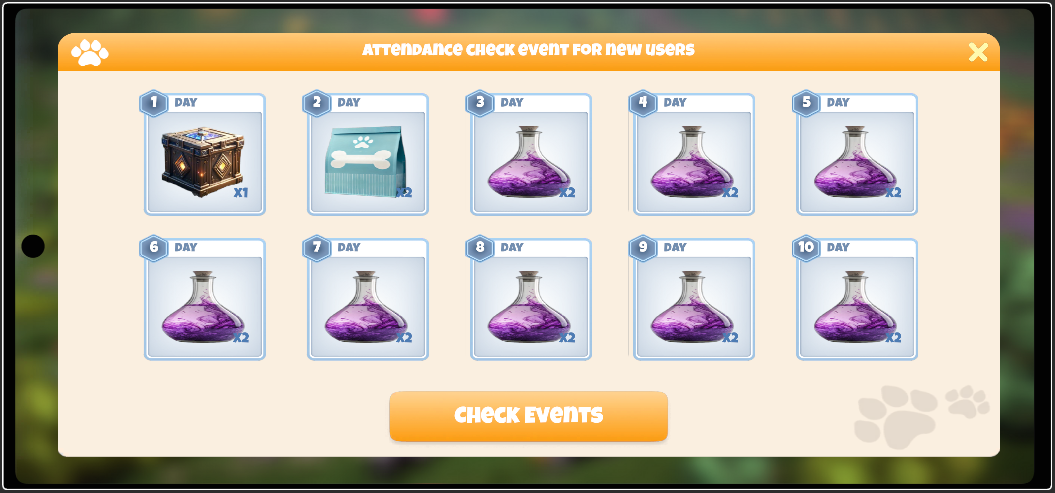 Attendance check event for new users
1 DAY 2 DAY 3 DAY 4 DAY 5 DAY
X1 X2 X2 X2 X2
6 DAY 7 DAY 8 DAY 9 DAY 10 DAY
X2 X2 X2 X2 X2
Check Events